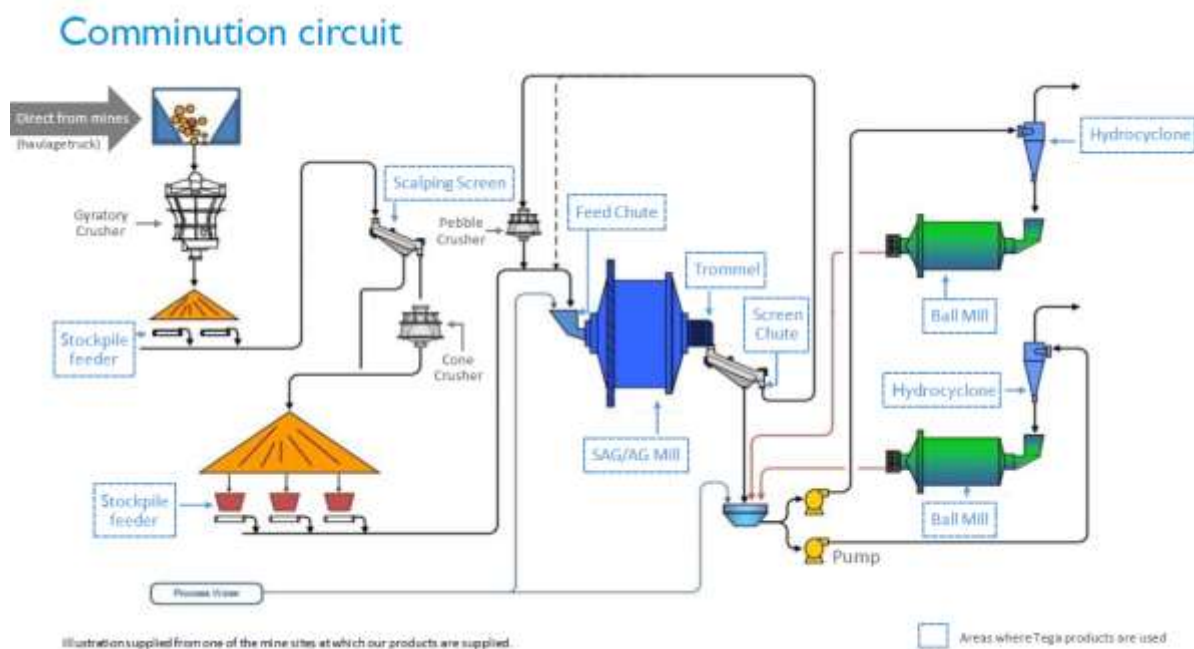 Comminution circuit
Direct from mines
(haulagetruck)
Gyratory
Crusher
Stockpile
feeder
Scalping Screen
Cone
Crusher
Pebble
Crusher
Feed Chute
Trommel
Screen
Chute
SAG/AG Mill
Hydrocyclone
Ball Mill
Hydrocyclone
Ball Mill
Stockpile
feeder
Pump
Process Water
Illustration supplied from one of the mine sites at which our products are supplied.
Areas where Tega products are used